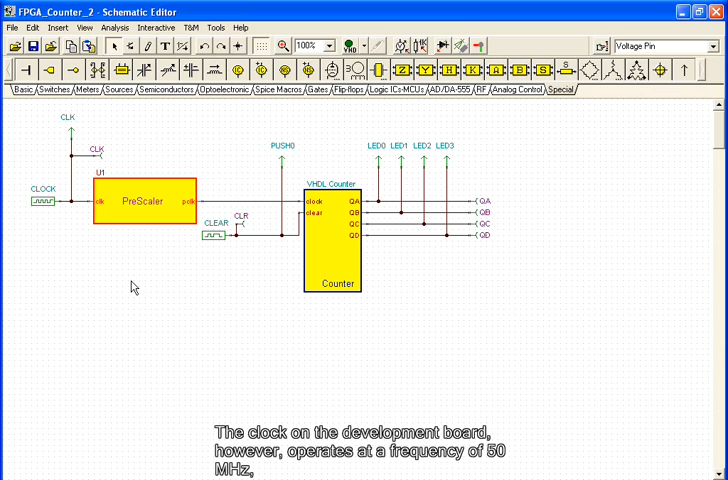 FPGA_Counter_2 - Schematic Editor
File Edit Insert View Analysis Interactive T&M Tools Help
100%
VHD
Voltage Pin
Z Y H K A B S
Basic Switches Meters Sources Semiconductors Optoelectronic Spice Macros Gates Flip-flops Logic ICs-MCUs AD/DA-555 RF Analog Control Special
CLK
CLK
PUSH0 LED0 LED1 LED2 LED3
U1
VHDL Counter
CLOCK
clk PreScaler pclk
clock QA QA
clear QB QB
CLR
CLEAR
QC QC
QD QD
Counter
The clock on the development board,
however, operates at a frequency of 50
MHz,